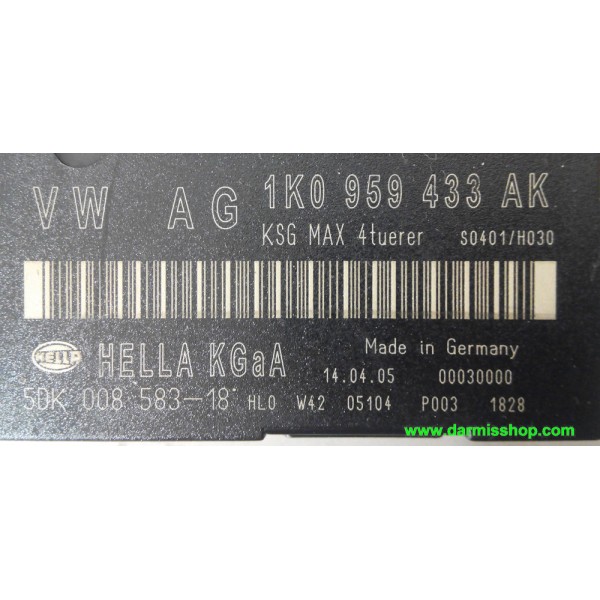 VW AG 1K0 959 433 AK
KSG MAX 4tuerer S0401/H030
HELLA HELLA KGaA Made in Germany
14.04.05 00030000
5DK 008 583-18 HL0 W42 05104 P003 1828
www.darmisshop.com